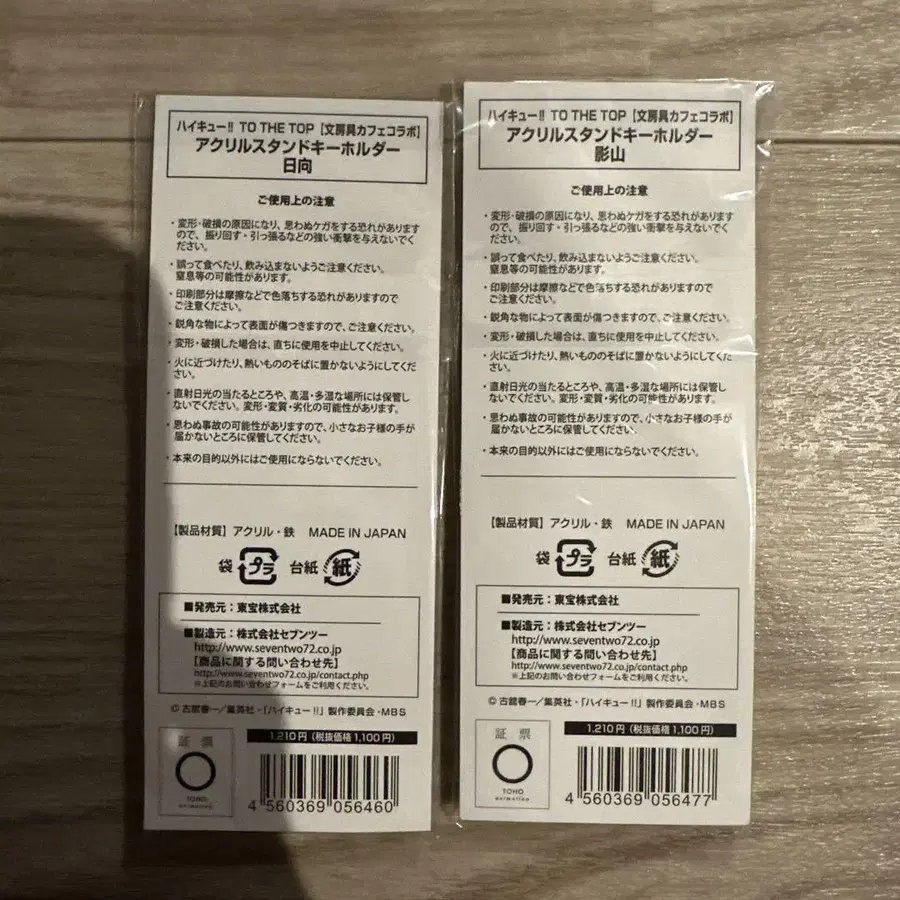 ハイキュー!! TO THE TOP【文房具カフェコラボ】
アクリルスタンドキーホルダー
日向
ご使用上の注意
・変形・破損の原因になり、思わぬケガをする恐れがあります
ので、振り回す・引っ張るなどの強い衝撃を与えないでく
ださい。
・誤って食べたり、飲み込まないようご注意ください。
窒息等の可能性があります。
・印刷部分は摩擦などで色落ちする恐れがありますので
ご注意ください。
・鋭角な物によって表面が傷つきますので、ご注意ください。
・変形・破損した場合は、直ちに使用を中止してください。
・火に近づけたり、熱いもののそばに置かないようにしてくだ
さい。
・直射日光の当たるところや、高温・多湿な場所には保管し
ないでください。変形・変質・劣化の可能性があります。
・思わぬ事故の可能性がありますので、小さなお子様の手が
届かないところに保管してください。
・本来の目的以外にはご使用にならないでください。
【製品材質】アクリル・鉄 MADE IN JAPAN
袋 プラ 台紙 紙
■発売元：東宝株式会社
■製造元：株式会社セブンツー
http://www.seventwo72.co.jp
【商品に関する問い合わせ先】
http://www.seventwo72.co.jp/contact.php
※上記のお問い合わせフォームをご利用ください。
© 古舘春一／集英社・「ハイキュー!!」製作委員会・MBS
証票
TOHO
animation
1,210円（税抜価格1,100円）
4 560369 056460
ハイキュー!! TO THE TOP【文房具カフェコラボ】
アクリルスタンドキーホルダー
影山
ご使用上の注意
・変形・破損の原因になり、思わぬケガをする恐れがあります
ので、振り回す・引っ張るなどの強い衝撃を与えないでく
ださい。
・誤って食べたり、飲み込まないようご注意ください。
窒息等の可能性があります。
・印刷部分は摩擦などで色落ちする恐れがありますので
ご注意ください。
・鋭角な物によって表面が傷つきますので、ご注意ください。
・変形・破損した場合は、直ちに使用を中止してください。
・火に近づけたり、熱いもののそばに置かないようにしてくだ
さい。
・直射日光の当たるところや、高温・多湿な場所には保管し
ないでください。変形・変質・劣化の可能性があります。
・思わぬ事故の可能性がありますので、小さなお子様の手が
届かないところに保管してください。
・本来の目的以外にはご使用にならないでください。
【製品材質】アクリル・鉄 MADE IN JAPAN
袋 プラ 台紙 紙
■発売元：東宝株式会社
■製造元：株式会社セブンツー
http://www.seventwo72.co.jp
【商品に関する問い合わせ先】
http://www.seventwo72.co.jp/contact.php
※上記のお問い合わせフォームをご利用ください。
© 古舘春一／集英社・「ハイキュー!!」製作委員会・MBS
証票
TOHO
animation
1,210円（税抜価格1,100円）
4 560369 056477